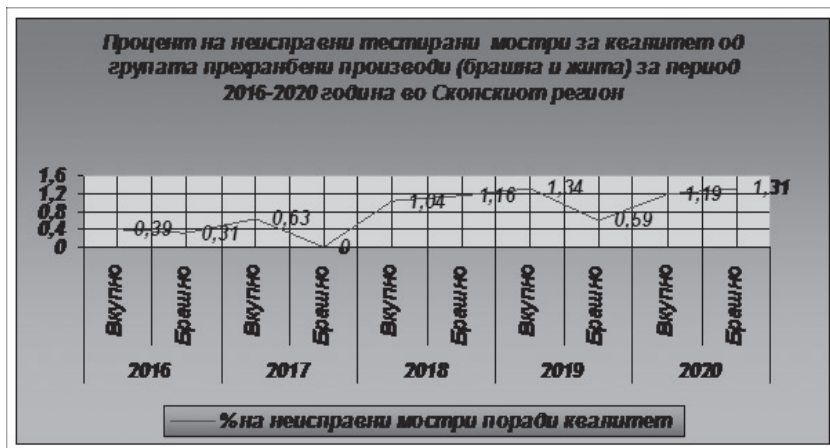 Процент на неисправни тестирани мостри за квалитет од
групата прехранбени производи (брашна и жита) за период
2016-2020 година во Скопскиот регион
1,6
1,2
0,8
0,4
0
0,39
0,31
0,63
0
1,04
1,16
1,34
0,59
1,19
1,31
Вкупно
Брашно
Вкупно
Брашно
Вкупно
Брашно
Вкупно
Брашно
Вкупно
Брашно
2016
2017
2018
2019
2020
% на неисправни мостри поради квалитет